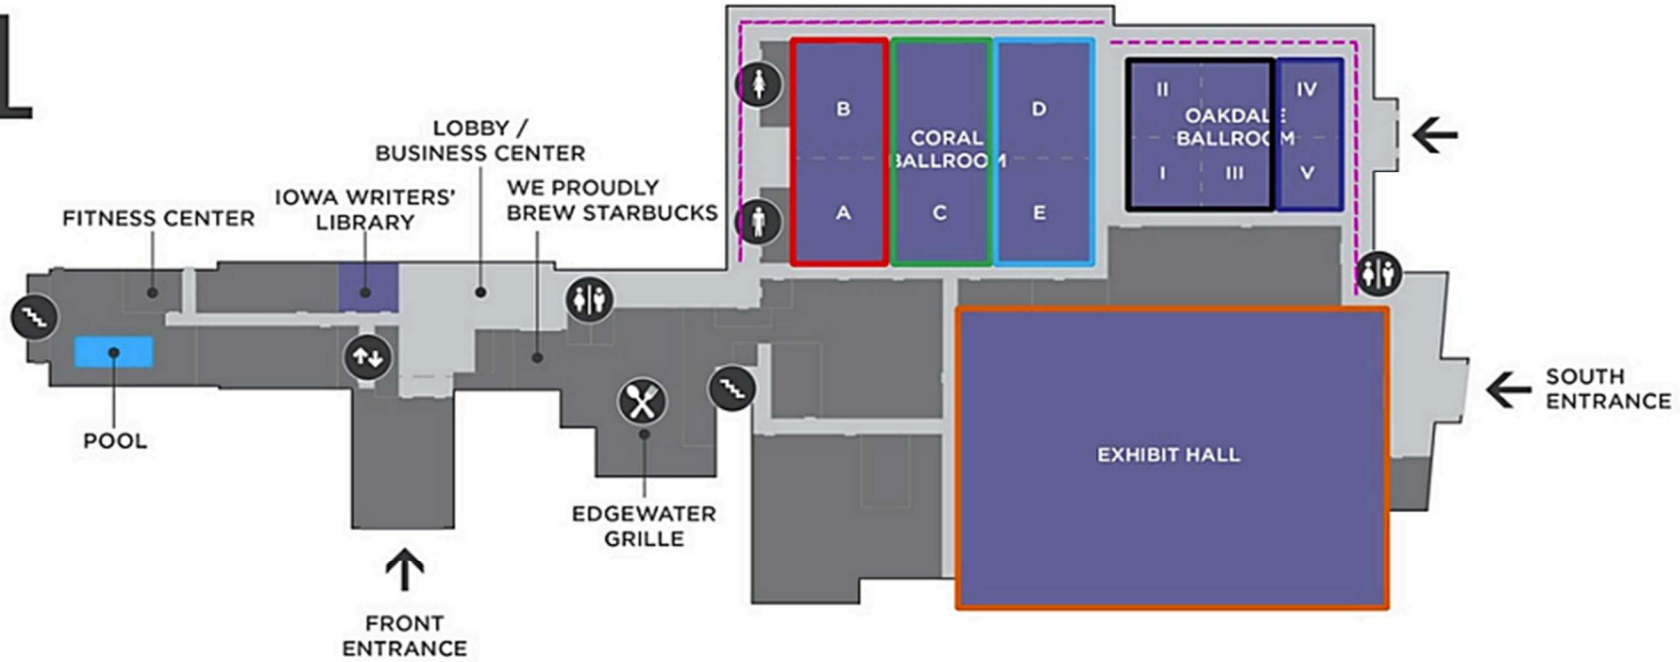 L
LOBBY /
BUSINESS CENTER
IOWA WRITERS'
LIBRARY
WE PROUDLY
BREW STARBUCKS
FITNESS CENTER
POOL
EDGEWATER
GRILLE
FRONT
ENTRANCE
B
A
CORAL
BALLROOM
C
D
E
II
IV
OAKDALE
BALLROOM
I
III
V
EXHIBIT HALL
SOUTH
ENTRANCE